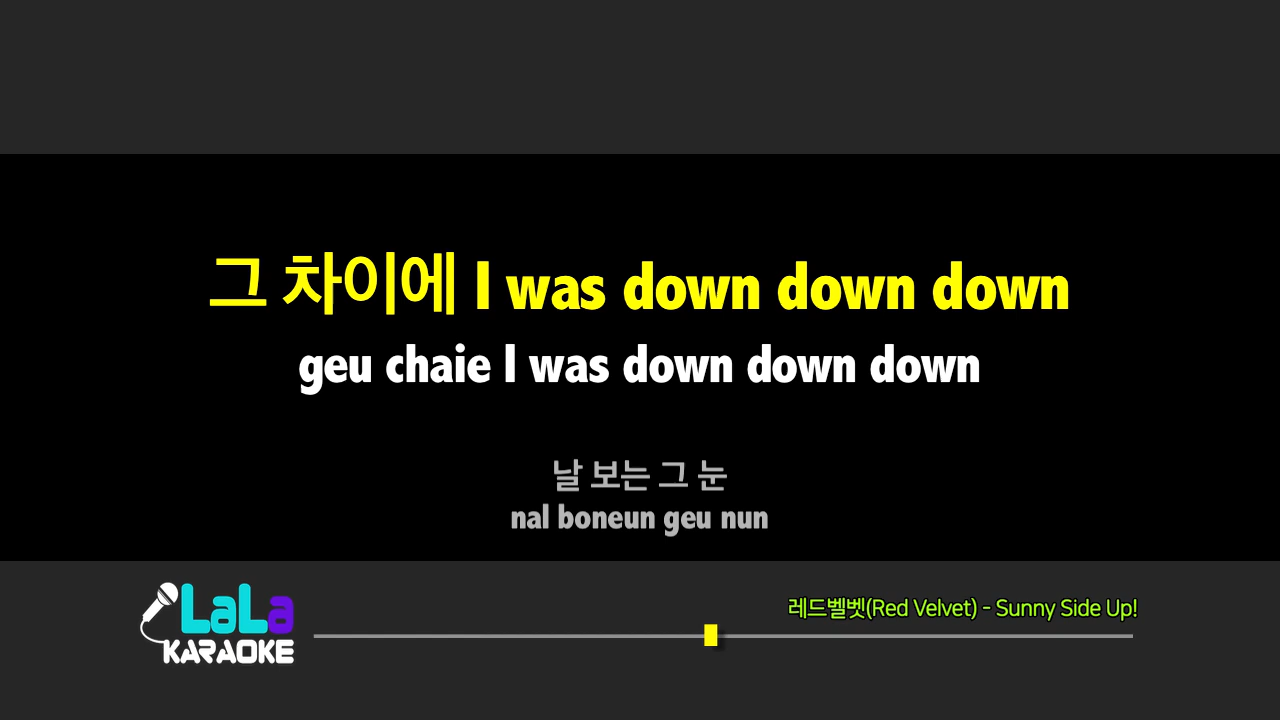 그 차이에 I was down down down
geu chaie I was down down down
날 보는 그 눈
nal boneun geu nun
레드벨벳(Red Velvet) - Sunny Side Up!
LaLa
KARAOKE